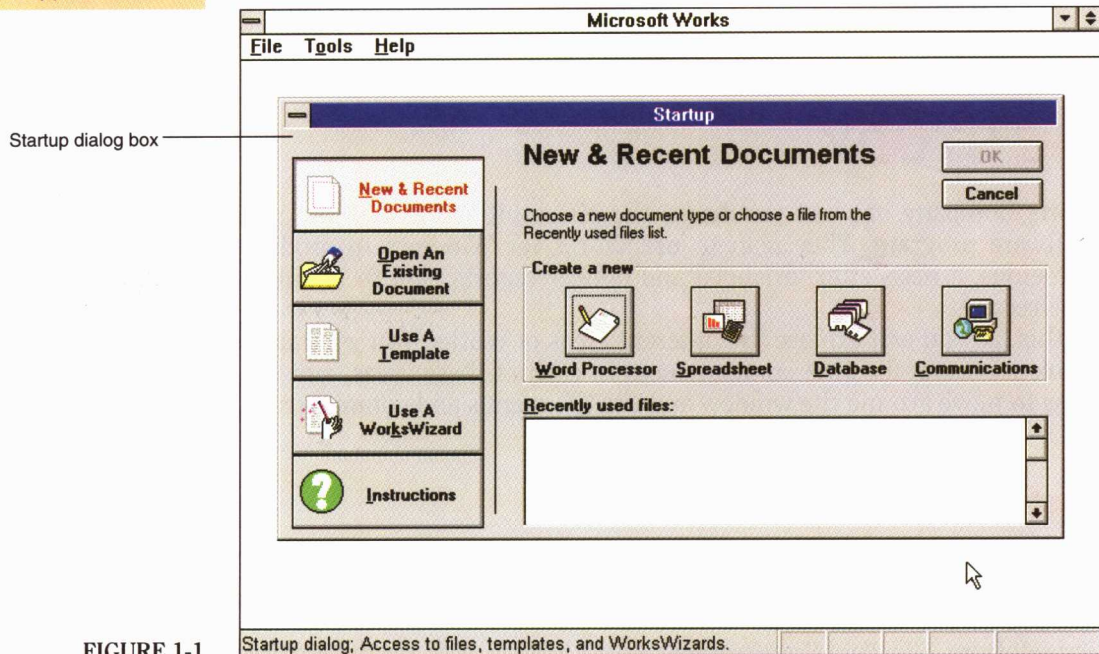 Microsoft Works
File Tools Help
Startup dialog box
Startup
New & Recent Documents
Open An Existing Document
Use A Template
Use A WorksWizard
Instructions
New & Recent Documents
OK
Cancel
Choose a new document type or choose a file from the
Recently used files list.
Create a new
Word Processor Spreadsheet Database Communications
Recently used files:
Startup dialog; Access to files, templates, and WorksWizards.
FIGURE 1-1